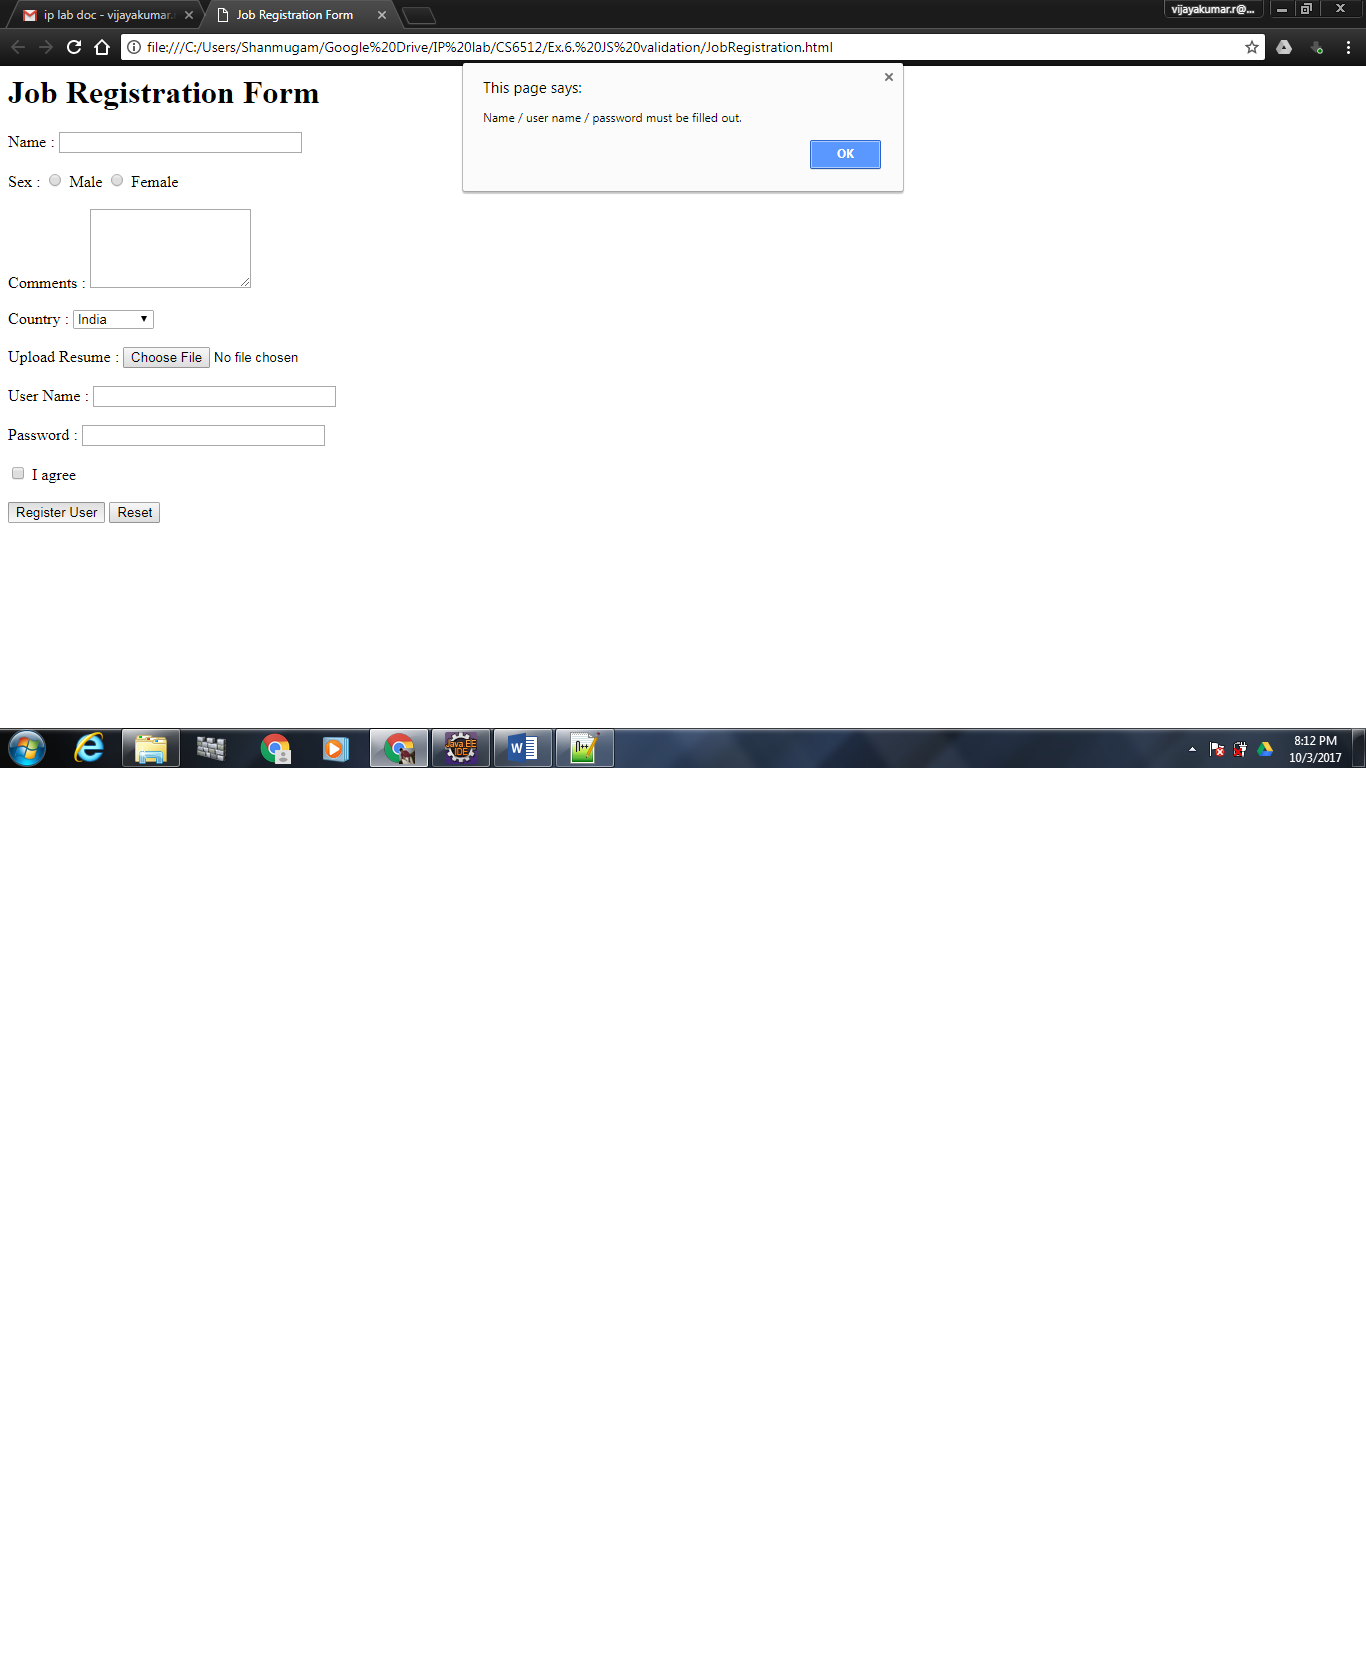 ip lab doc - vijayakumar.
Job Registration Form
vijayakumar.r@...
file:///C:/Users/Shanmugam/Google%20Drive/IP%20lab/CS6512/Ex.6.%20JS%20validation/JobRegistration.html
Job Registration Form
This page says:
Name / user name / password must be filled out.
OK
Name :
Sex : Male Female
Comments :
Country : India
Upload Resume : Choose File No file chosen
User Name :
Password :
I agree
Register User Reset
Java EE
IDE
W
n++
8:12 PM
10/3/2017